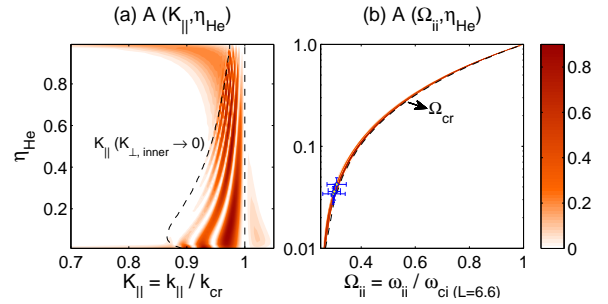 (a) A (K||,ηHe)
(b) A (Ωii,ηHe)
ηHe
0.8
0.6
0.4
0.2
K|| (K⊥, inner → 0)
0.7 0.8 0.9 1
K|| = k|| / kcr
1.0
0.1
0.01
Ωcr
0.4 0.6 0.8 1
Ωii = ωii / ωci (L=6.6)
0.8
0.6
0.4
0.2
0